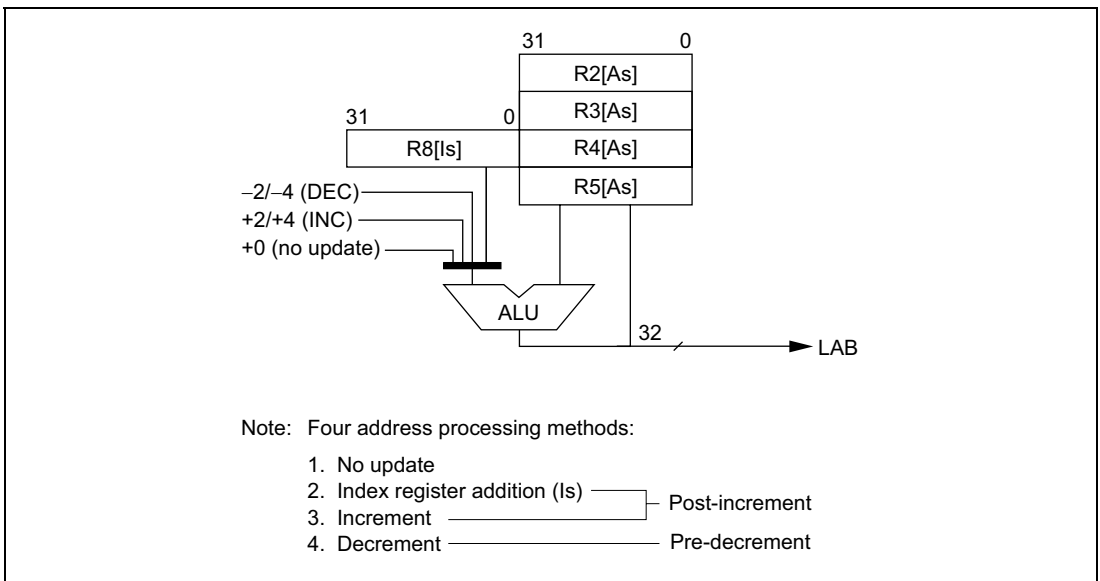 31 0
R2[As]
R3[As]
31 0
R8[Is] R4[As]
R5[As]
–2/–4 (DEC)
+2/+4 (INC)
+0 (no update)
ALU
32
LAB
Note: Four address processing methods:
1. No update
2. Index register addition (Is)
Post-increment
3. Increment
4. Decrement Pre-decrement